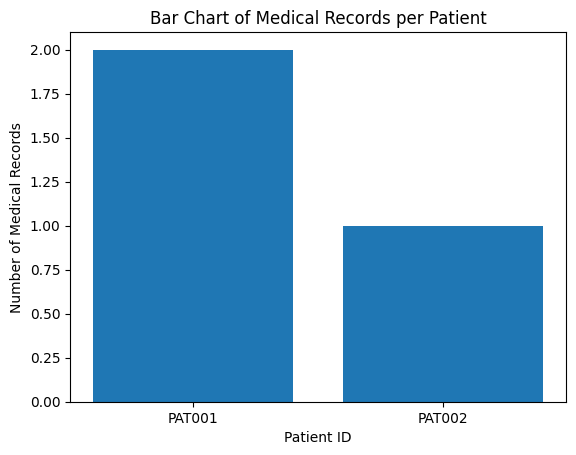 Bar Chart of Medical Records per Patient
Number of Medical Records
2.00
1.75
1.50
1.25
1.00
0.75
0.50
0.25
0.00
PAT001 PAT002
Patient ID